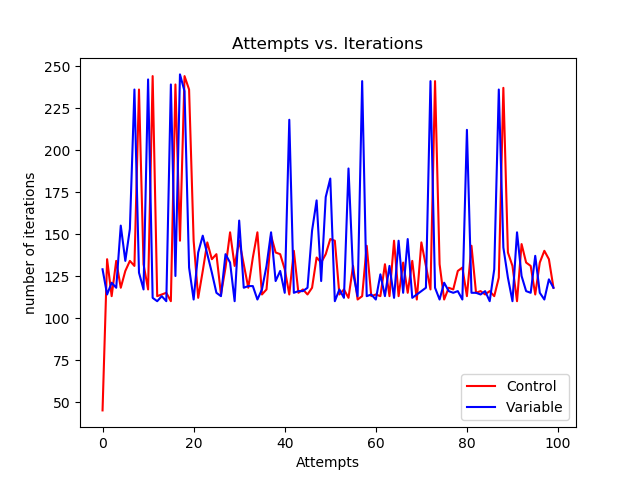 Attempts vs. Iterations
number of iterations
250
225
200
175
150
125
100
75
50
0 20 40 60 80 100
Attempts
Control
Variable